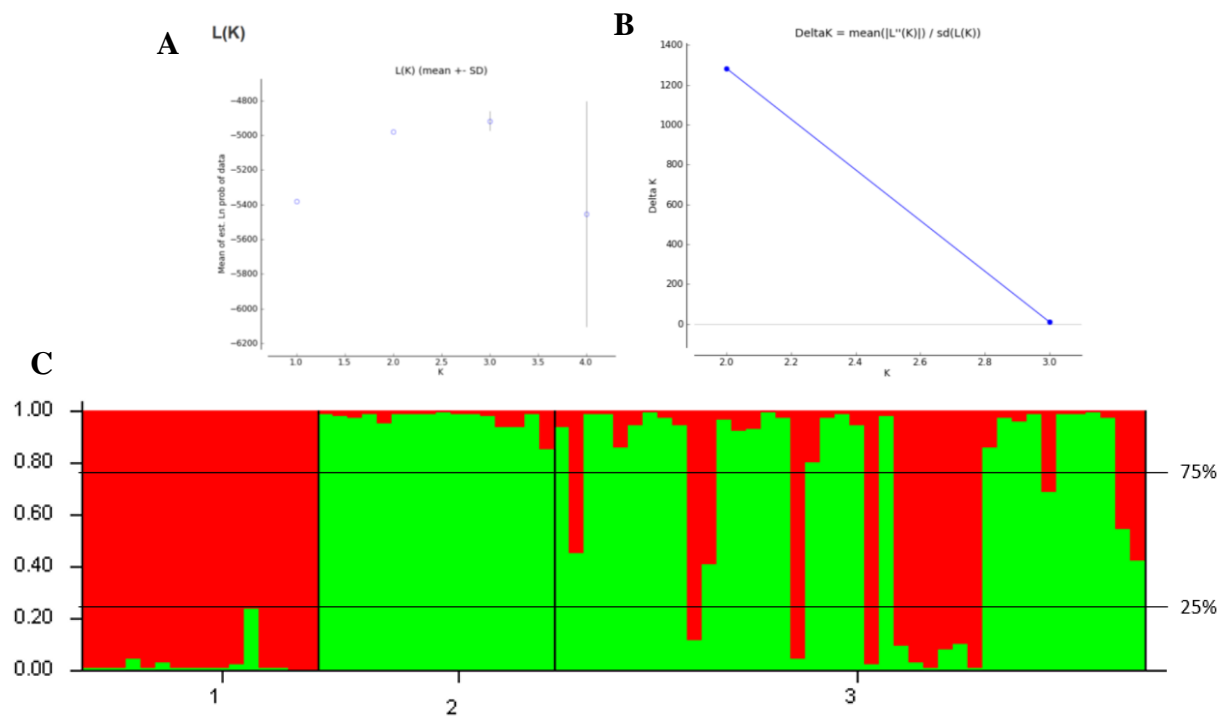 A
L(K)
L(K) (mean +- SD)
Mean of est. Ln prob of data
−4800
−5000
−5200
−5400
−5600
−5800
−6000
−6200
1.0 1.5 2.0 2.5 3.0 3.5 4.0
K
B
DeltaK = mean(|L''(K)|) / sd(L(K))
Delta K
1400
1200
1000
800
600
400
200
0
2.0 2.2 2.4 2.6 2.8 3.0
K
C
1.00
0.80
0.60
0.40
0.20
0.00
75%
25%
1 2 3